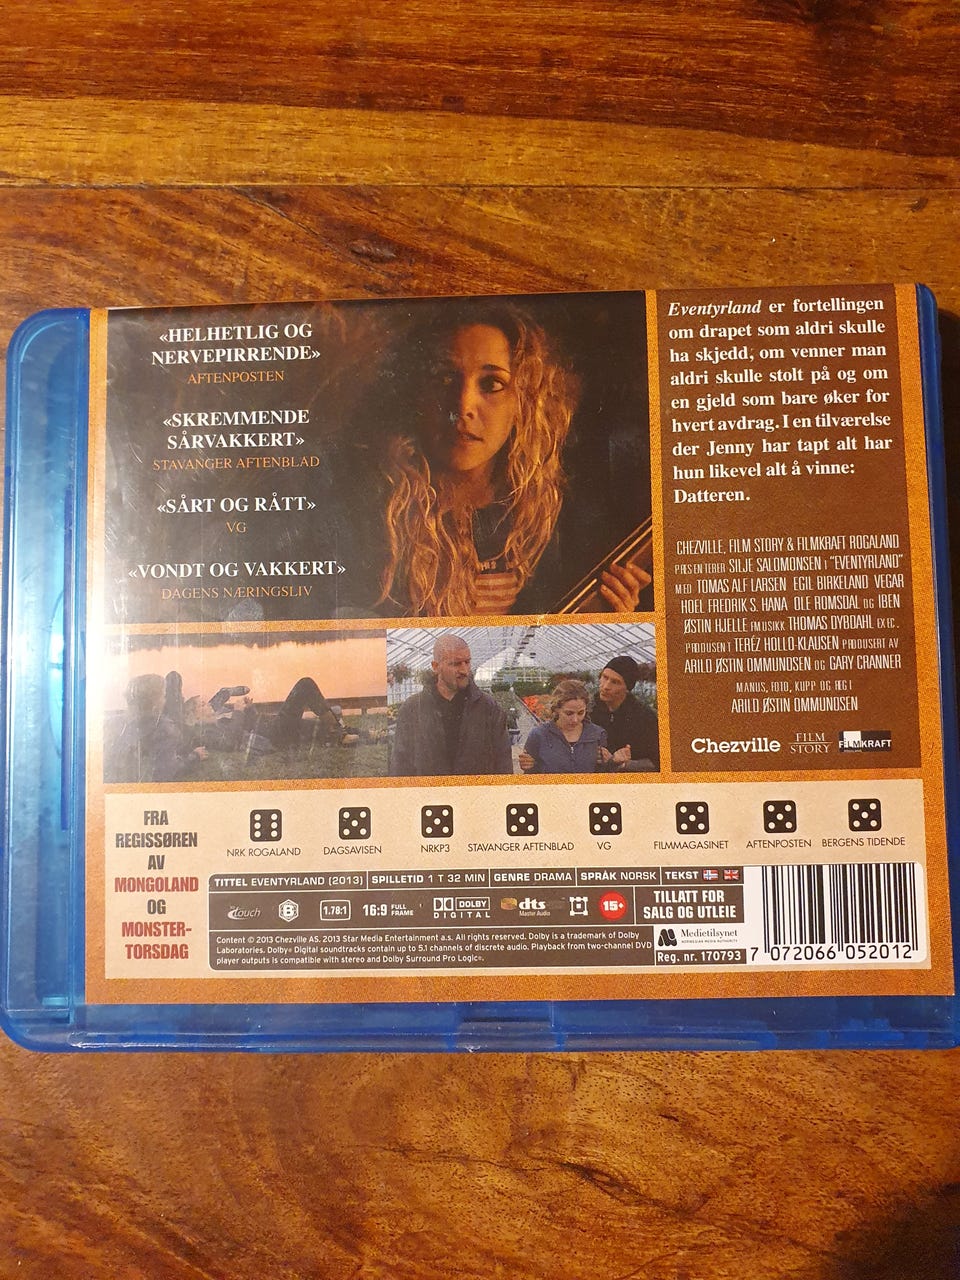 «HELHETLIG OG
NERVEPIRRENDE»
AFTENPOSTEN
«SKREMMENDE
SÅRVAKKERT»
STAVANGER AFTENBLAD
«SÅRT OG RÅTT»
VG
«VONDT OG VAKKERT»
DAGENS NÆRINGSLIV
Eventyrland er fortellingen
om drapet som aldri skulle
ha skjedd, om venner man
aldri skulle stolt på og om
en gjeld som bare øker for
hvert avdrag. I en tilværelse
der Jenny har tapt alt har
hun likevel alt å vinne:
Datteren.
CHEZVILLE, FILM STORY & FILMKRAFT ROGALAND
PRESENTERER SILJE SALOMONSEN I "EVENTYRLAND"
MED TOMAS ALF LARSEN EGIL BIRKELAND VEGAR
HOEL FREDRIK S. HANA OLE ROMSDAL OG IBEN
ØSTIN HJELLE FILMUSIKK THOMAS DYBDAHL EXEC.
PRODUSENT TERÉZ HOLLO-KLAUSEN PRODUSERT AV
ARILD ØSTIN OMMUNDSEN OG GARY CRANNER
MANUS, FOTO, KLIPP OG REGI
ARILD ØSTIN OMMUNDSEN
Chezville FILM STORY FILMKRAFT
FRA
REGISSØREN
AV
MONGOLAND
OG
MONSTER-
TORSDAG
NRK ROGALAND DAGSAVISEN NRKP3 STAVANGER AFTENBLAD VG FILMMAGASINET AFTENPOSTEN BERGENS TIDENDE
TITTEL EVENTYRLAND (2013) SPILLETID 1 T 32 MIN GENRE DRAMA SPRÅK NORSK TEKST
touch B 1.78:1 16:9 FULL FRAME DOLBY DIGITAL dts Master Audio 15+ TILLATT FOR
SALG OG UTLEIE
Content © 2013 Chezville AS. 2013 Star Media Entertainment a.s. All rights reserved. Dolby is a trademark of Dolby
Laboratories. Dolby® Digital soundtracks contain up to 5.1 channels of discrete audio. Playback from two-channel DVD
player outputs is compatible with stereo and Dolby Surround Pro Logic®.
Medietilsynet
NORWEGIAN MEDIA AUTHORITY
Reg. nr. 170793
7 072066 052012